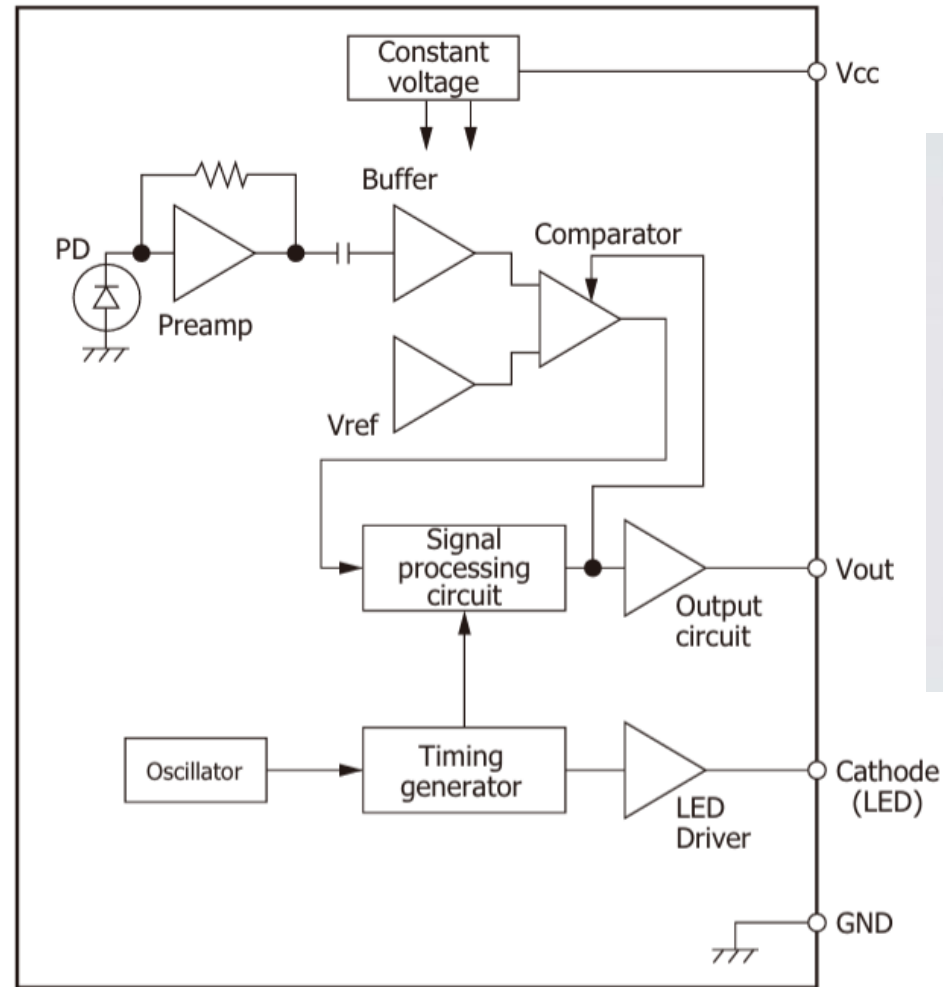 Constant
voltage
Vcc
Buffer
Comparator
PD
Preamp
Vref
Signal
processing
circuit
Vout
Output
circuit
Oscillator
Timing
generator
Cathode
(LED)
LED
Driver
GND